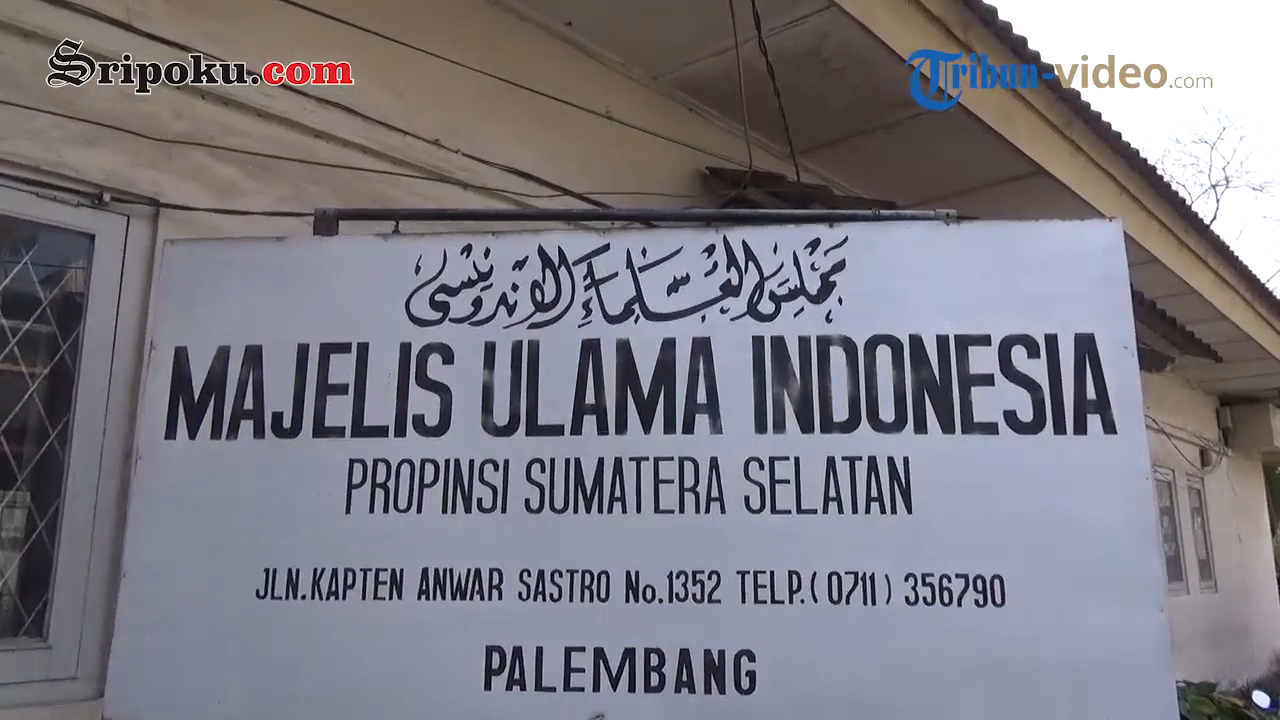 Sripoku.com
Tribun-video.com
مجلس العلماء الاندونيسى
MAJELIS ULAMA INDONESIA
PROPINSI SUMATERA SELATAN
JLN.KAPTEN ANWAR SASTRO No.1352 TELP.(0711) 356790
PALEMBANG